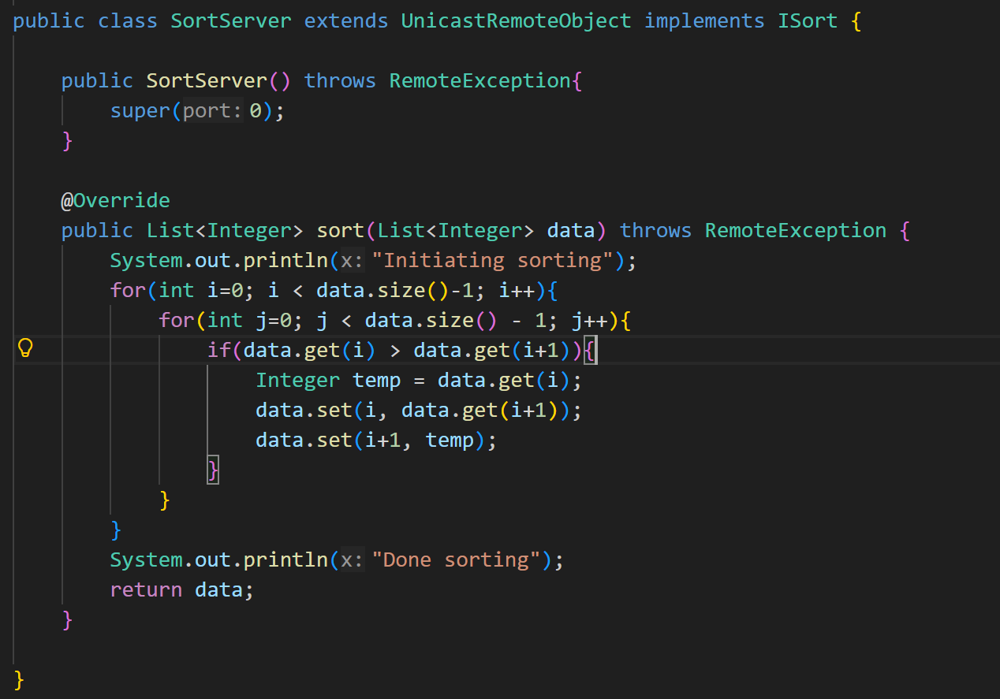 public class SortServer extends UnicastRemoteObject implements ISort {
public SortServer() throws RemoteException{
super(port: 0);
}
@Override
public List<Integer> sort(List<Integer> data) throws RemoteException {
System.out.println(x: "Initiating sorting");
for(int i=0; i < data.size()-1; i++){
for(int j=0; j < data.size() - 1; j++){
if(data.get(i) > data.get(i+1)){
Integer temp = data.get(i);
data.set(i, data.get(i+1));
data.set(i+1, temp);
}
}
}
System.out.println(x: "Done sorting");
return data;
}
}